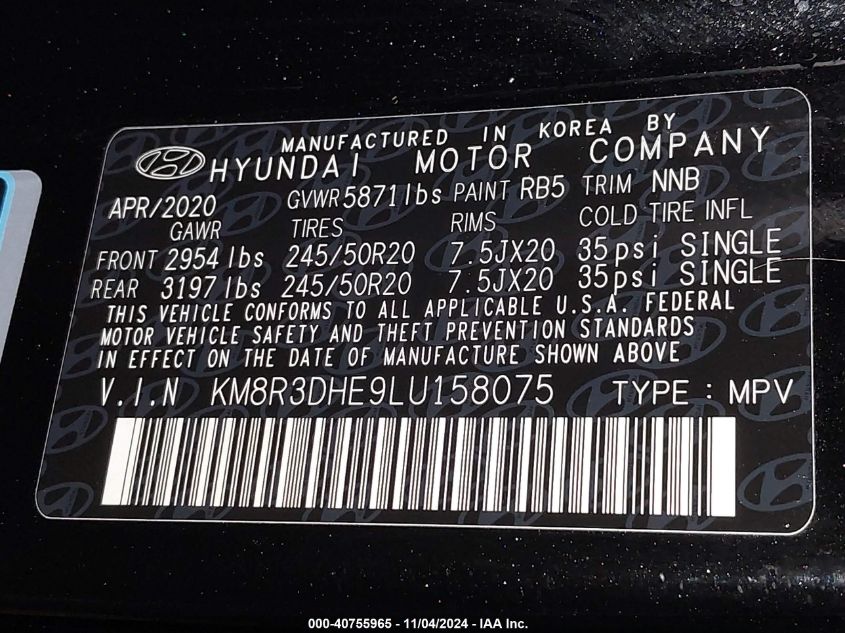 MANUFACTURED IN KOREA BY
HYUNDAI MOTOR COMPANY
APR/2020 GVWR 5871lbs PAINT RB5 TRIM NNB
GAWR TIRES RIMS COLD TIRE INFL
FRONT 2954 lbs 245/50R20 7.5JX20 35psi SINGLE
REAR 3197 lbs 245/50R20 7.5JX20 35psi SINGLE
THIS VEHICLE CONFORMS TO ALL APPLICABLE U.S.A. FEDERAL
MOTOR VEHICLE SAFETY AND THEFT PREVENTION STANDARDS
IN EFFECT ON THE DATE OF MANUFACTURE SHOWN ABOVE
V.I.N KM8R3DHE9LU158075 TYPE : MPV
000-40755965 - 11/04/2024 - IAA Inc.